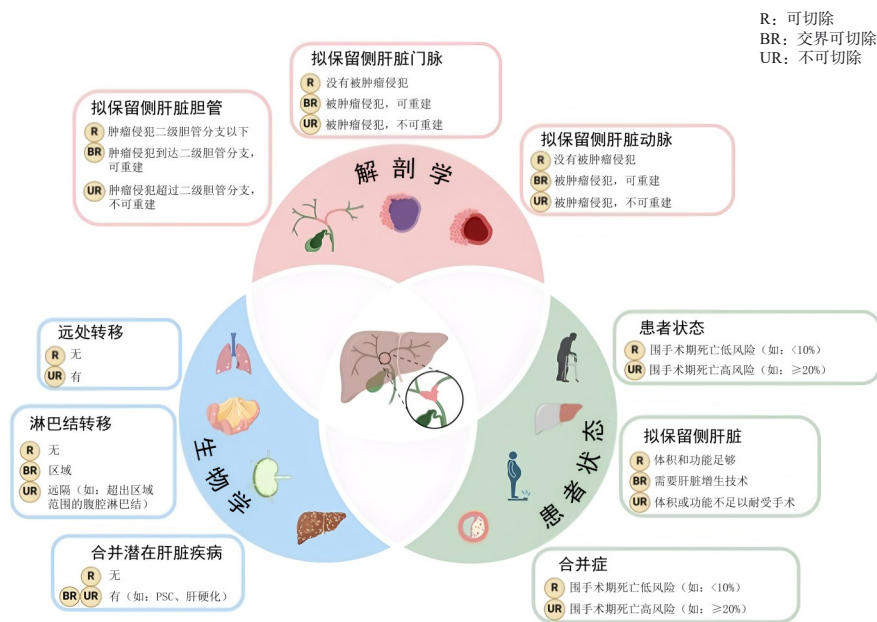 R：可切除
BR：交界可切除
UR：不可切除
拟保留侧肝脏门脉
R 没有被肿瘤侵犯
BR 被肿瘤侵犯，可重建
UR 被肿瘤侵犯，不可重建
拟保留侧肝脏胆管
R 肿瘤侵犯二级胆管分支以下
BR 肿瘤侵犯到达二级胆管分支，
可重建
UR 肿瘤侵犯超过二级胆管分支，
不可重建
拟保留侧肝脏动脉
R 没有被肿瘤侵犯
BR 被肿瘤侵犯，可重建
UR 被肿瘤侵犯，不可重建
解剖学
远处转移
R 无
UR 有
淋巴结转移
R 无
BR 区域
UR 远隔（如：超出区域
范围的腹腔淋巴结）
合并潜在肝脏疾病
R 无
BR UR 有（如：PSC、肝硬化）
生物学
患者状态
R 围手术期死亡低风险（如：<10%）
UR 围手术期死亡高风险（如：≥20%）
拟保留侧肝脏
R 体积和功能足够
BR 需要肝脏增生技术
UR 体积或功能不足以耐受手术
合并症
R 围手术期死亡低风险（如：<10%）
UR 围手术期死亡高风险（如：≥20%）
患者状态